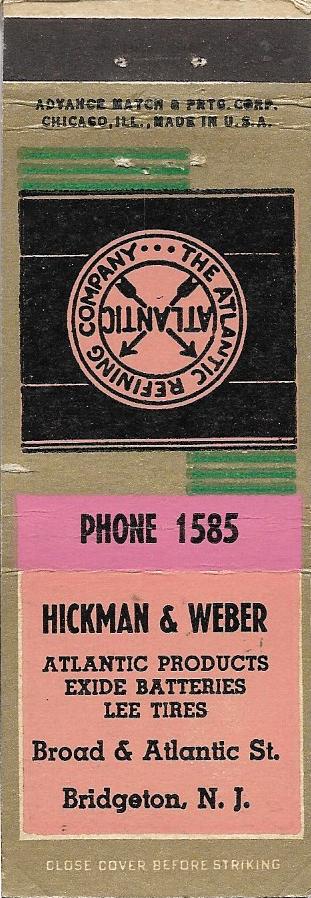 ADVANCE MATCH & PRTG. CORP.
CHICAGO, ILL., MADE IN U.S.A.
THE ATLANTIC REFINING COMPANY
ATLANTIC
PHONE 1585
HICKMAN & WEBER
ATLANTIC PRODUCTS
EXIDE BATTERIES
LEE TIRES
Broad & Atlantic St.
Bridgeton, N. J.
CLOSE COVER BEFORE STRIKING